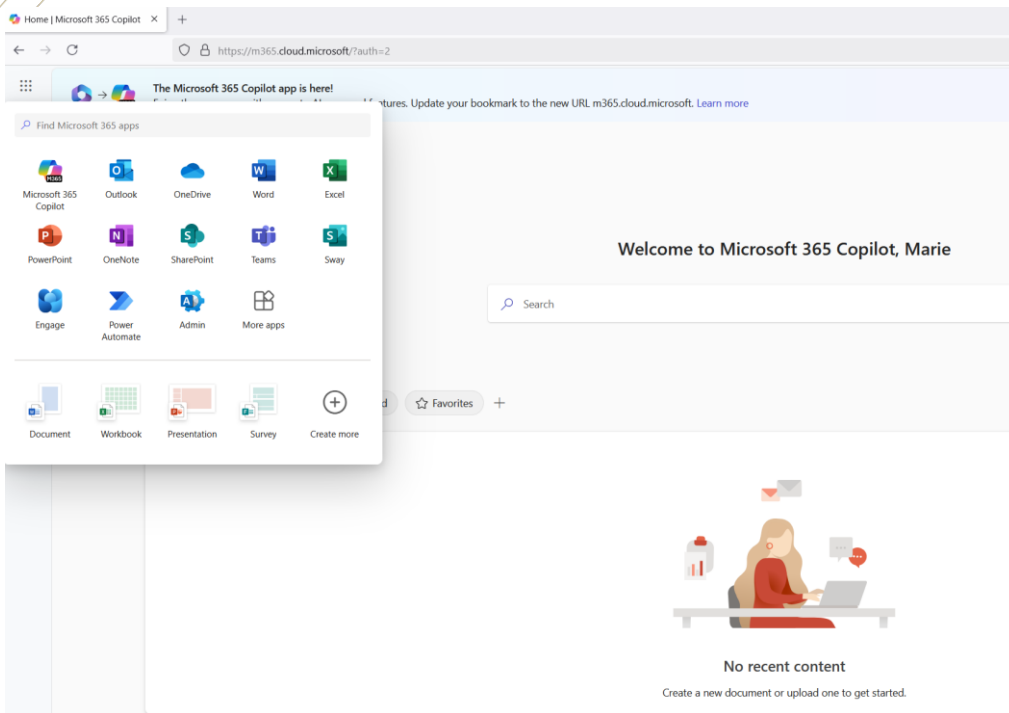 Home | Microsoft 365 Copilot
https://m365.cloud.microsoft/?auth=2
The Microsoft 365 Copilot app is here!
features. Update your bookmark to the new URL m365.cloud.microsoft. Learn more
Find Microsoft 365 apps
Microsoft 365 Copilot
Outlook
OneDrive
Word
Excel
PowerPoint
OneNote
SharePoint
Teams
Sway
Engage
Power Automate
Admin
More apps
Document
Workbook
Presentation
Survey
Create more
Welcome to Microsoft 365 Copilot, Marie
Search
Favorites
No recent content
Create a new document or upload one to get started.